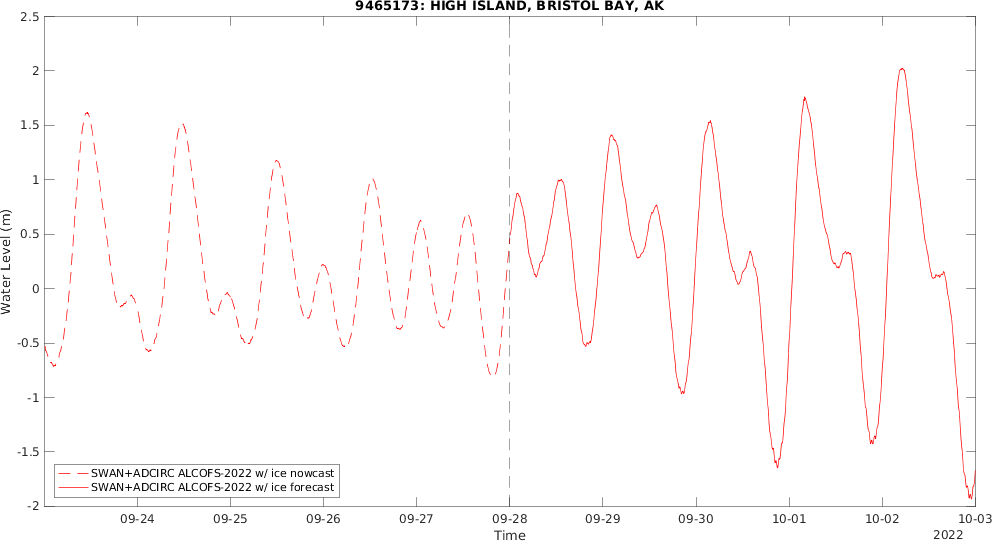 9465173: HIGH ISLAND, BRISTOL BAY, AK
2.5
2
1.5
1
0.5
0
-0.5
-1
-1.5
-2
Water Level (m)
SWAN+ADCIRC ALCOFS-2022 w/ ice nowcast
SWAN+ADCIRC ALCOFS-2022 w/ ice forecast
09-24 09-25 09-26 09-27 09-28 09-29 09-30 10-01 10-02 10-03
Time
2022